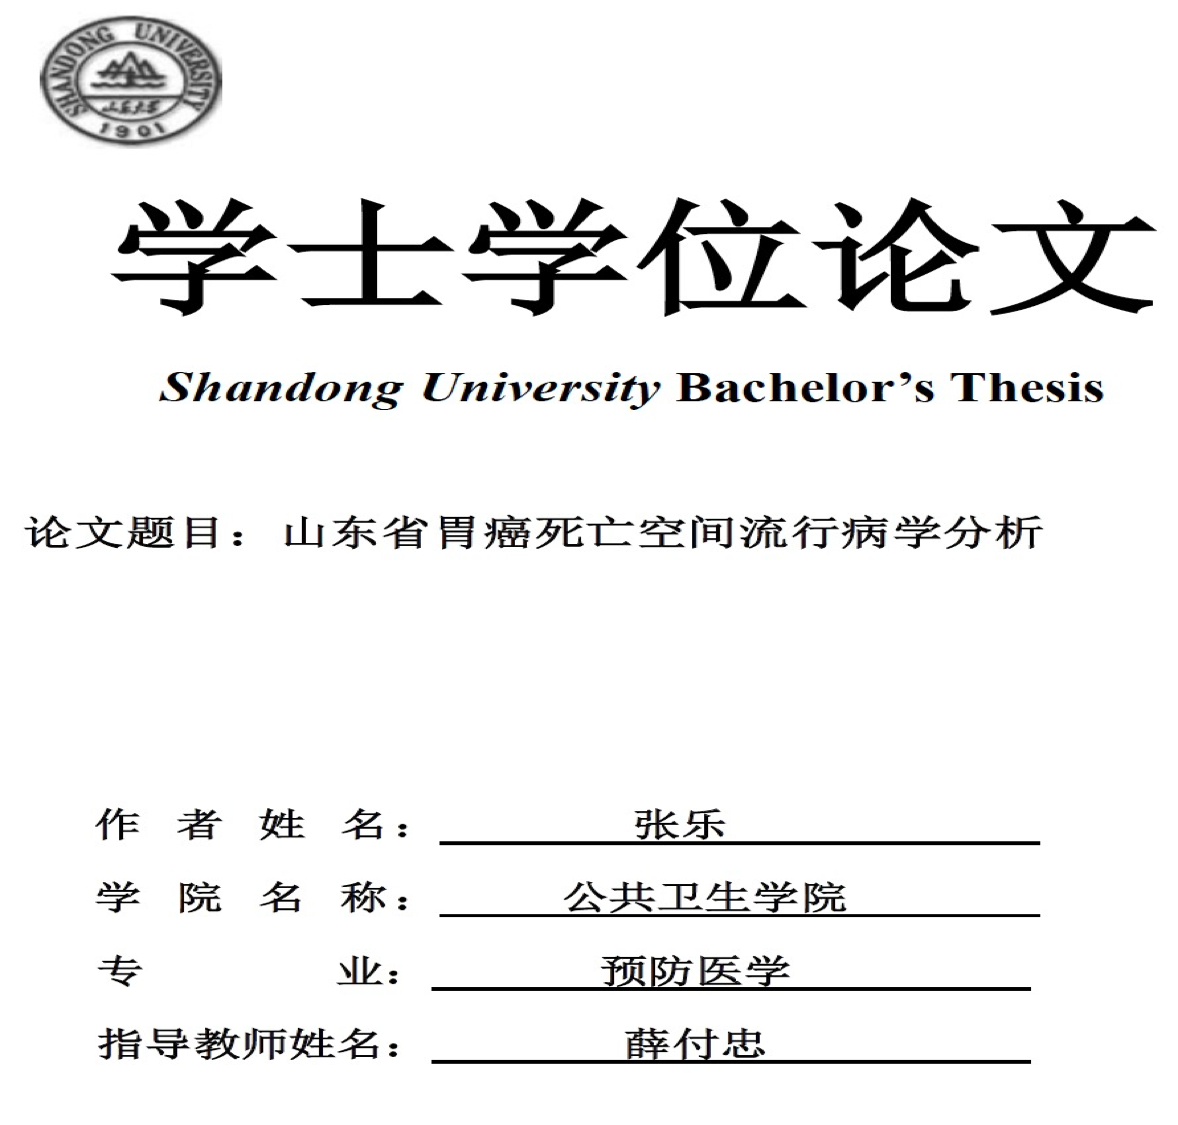 SHANDONG UNIVERSITY
山东大学
1901
学士学位论文
Shandong University Bachelor’s Thesis
论文题目：山东省胃癌死亡空间流行病学分析
作 者 姓 名：张乐
学 院 名 称：公共卫生学院
专 业：预防医学
指导教师姓名：薛付忠